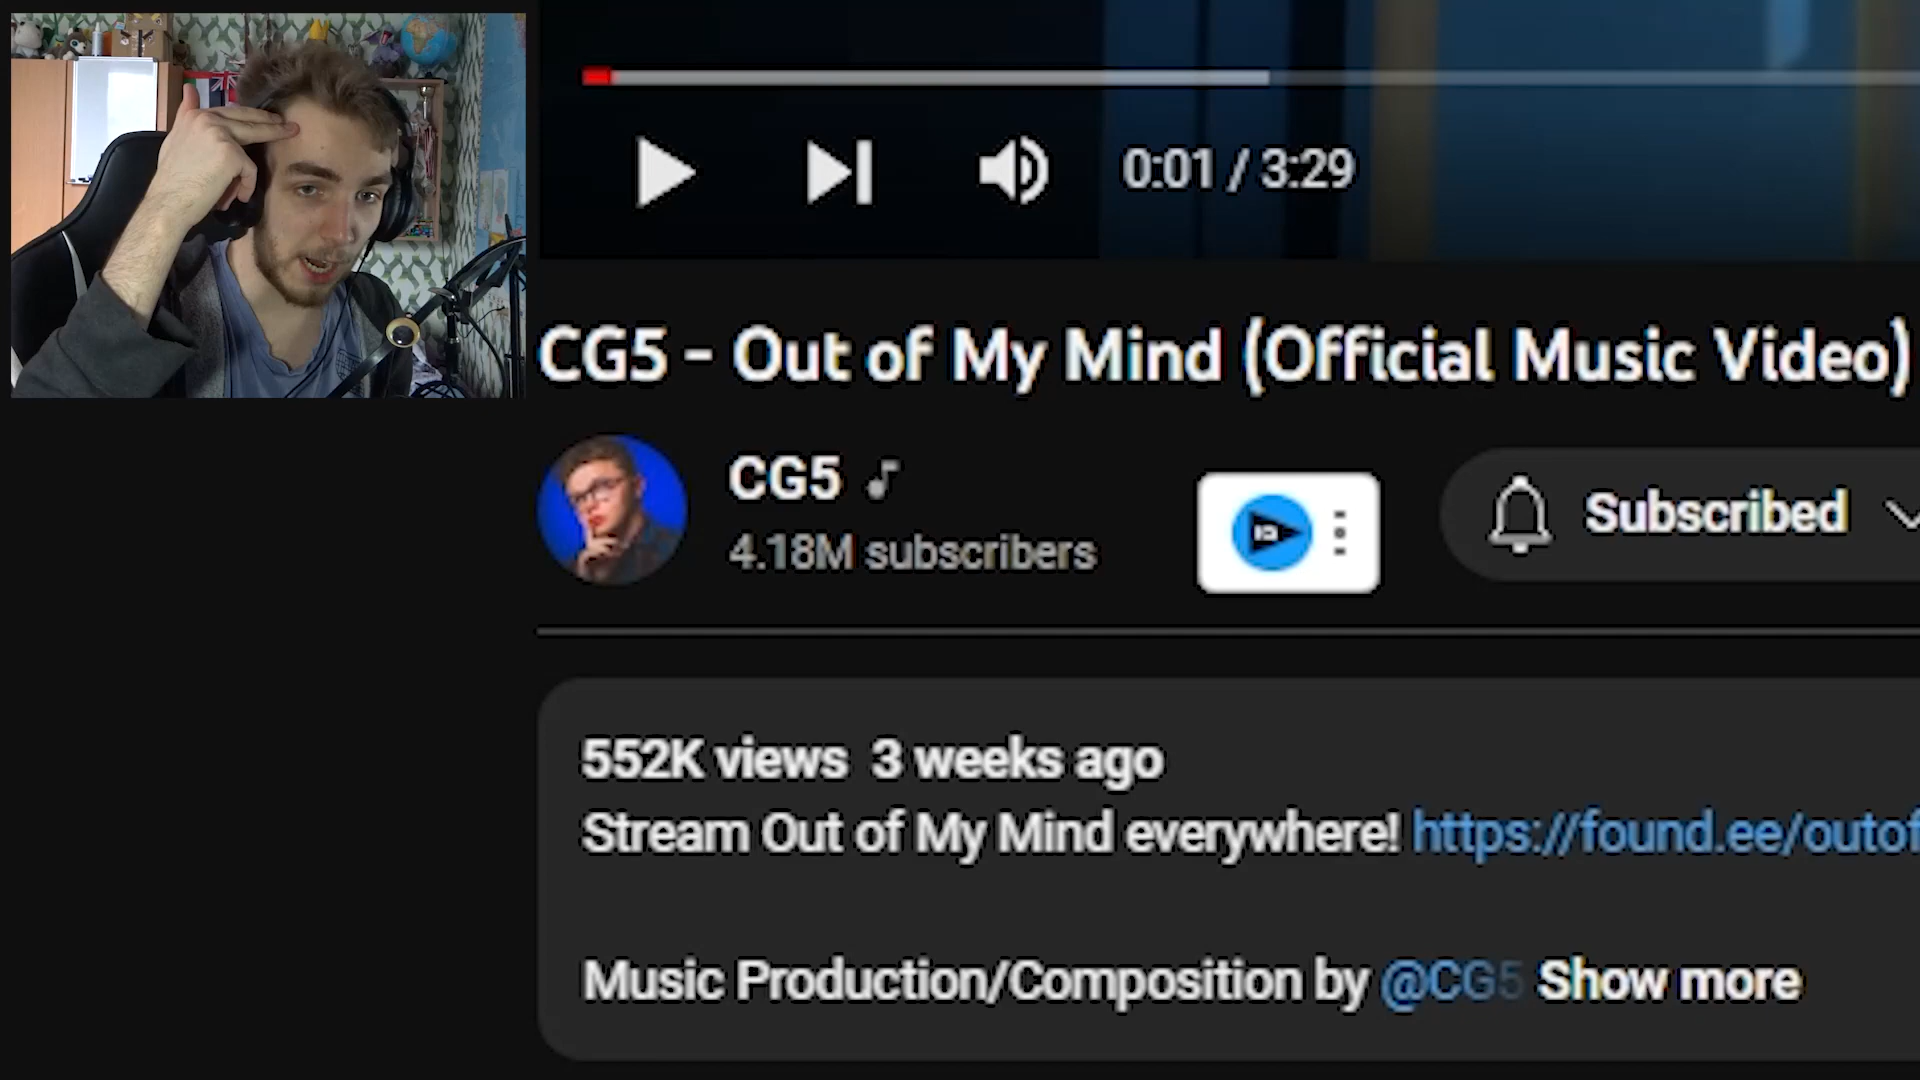 0:01 / 3:29
CG5 - Out of My Mind (Official Music Video)
CG5
4.18M subscribers
Subscribed
552K views 3 weeks ago
Stream Out of My Mind everywhere! https://found.ee/outof
Music Production/Composition by @CG5 Show more